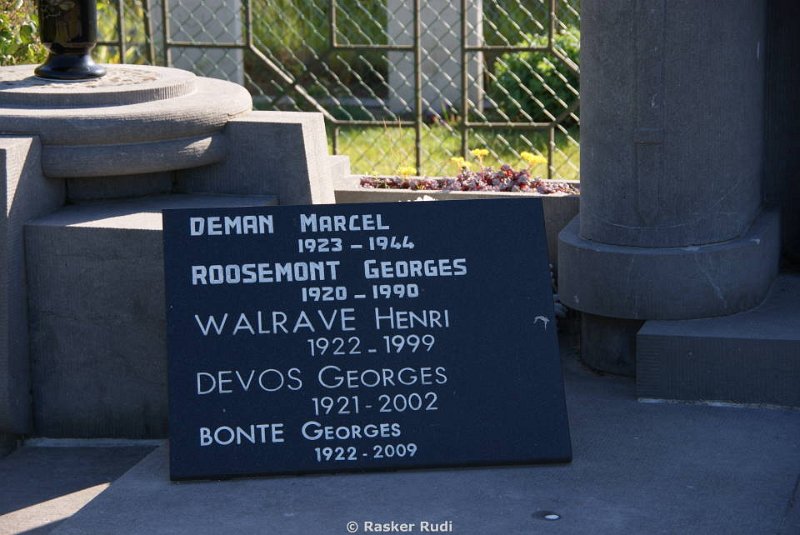 DEMAN MARCEL
1923 - 1944
ROOSEMONT GEORGES
1920 - 1990
WALRAVE HENRI
1922 - 1999
DEVOS GEORGES
1921 - 2002
BONTE GEORGES
1922 - 2009
© Rasker Rudi